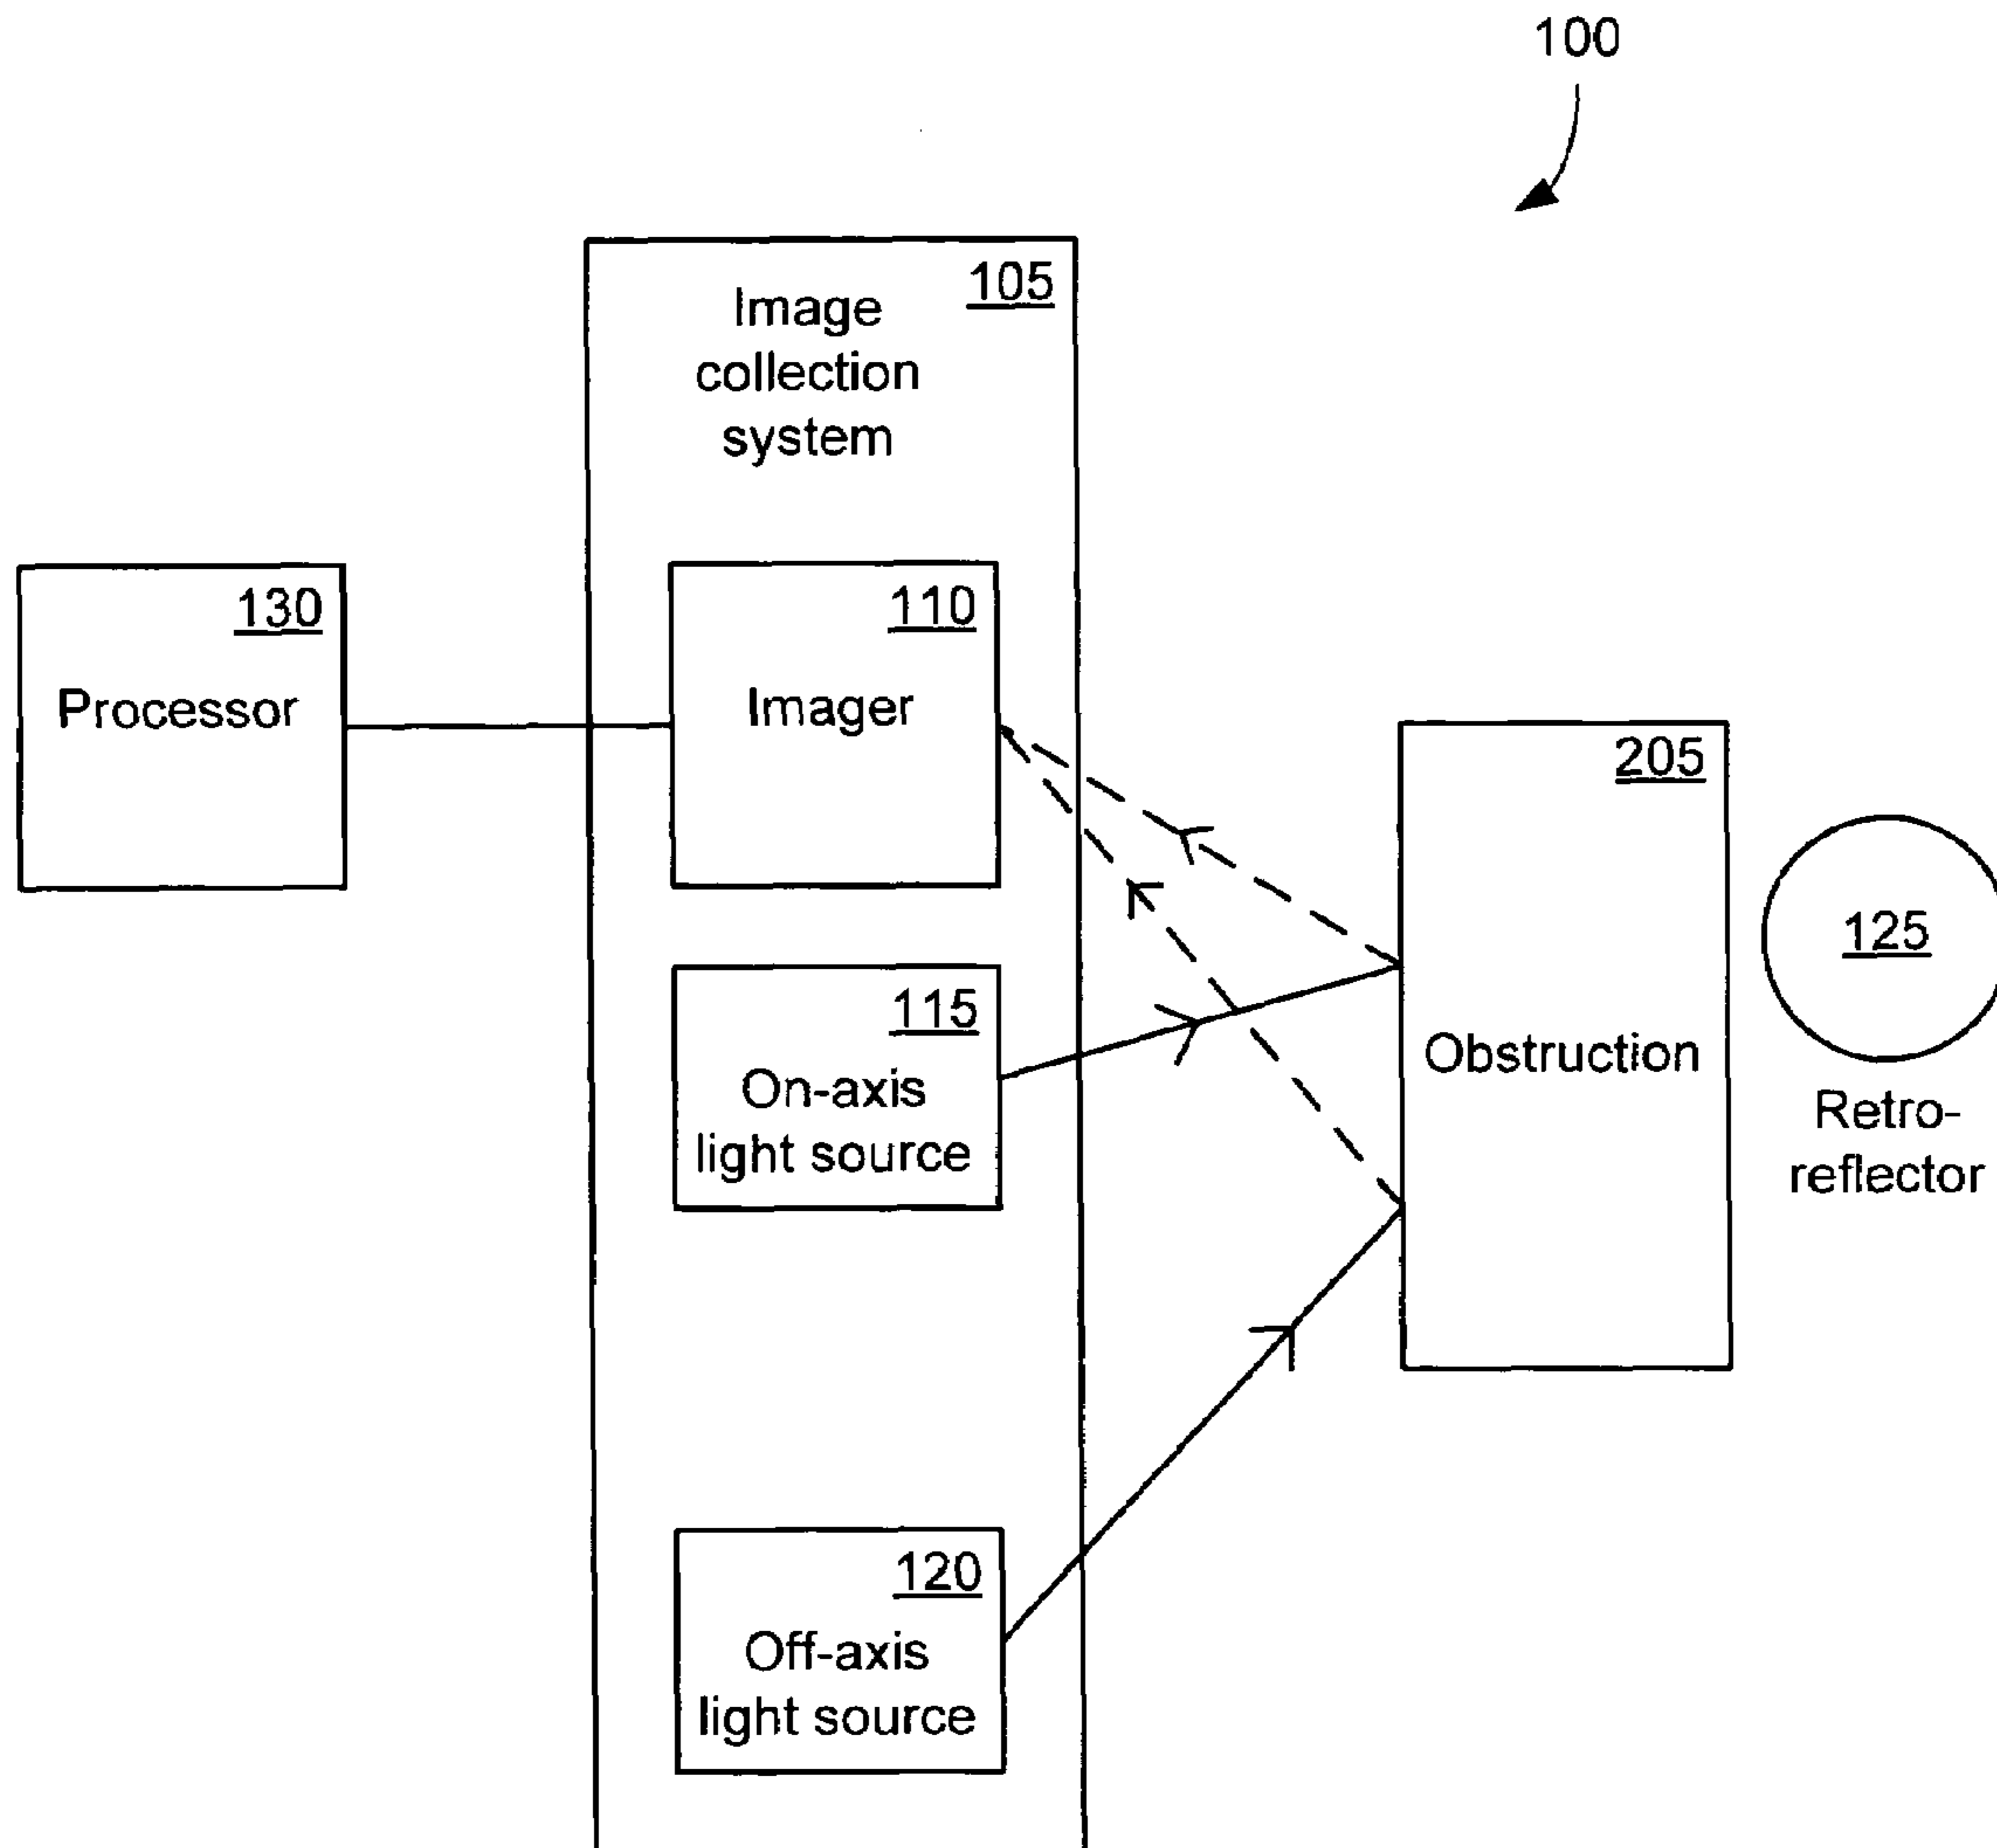 100
105
Image
collection
system
130
Processor
110
Imager
205
Obstruction
125
Retro-
reflector
115
On-axis
light source
120
Off-axis
light source